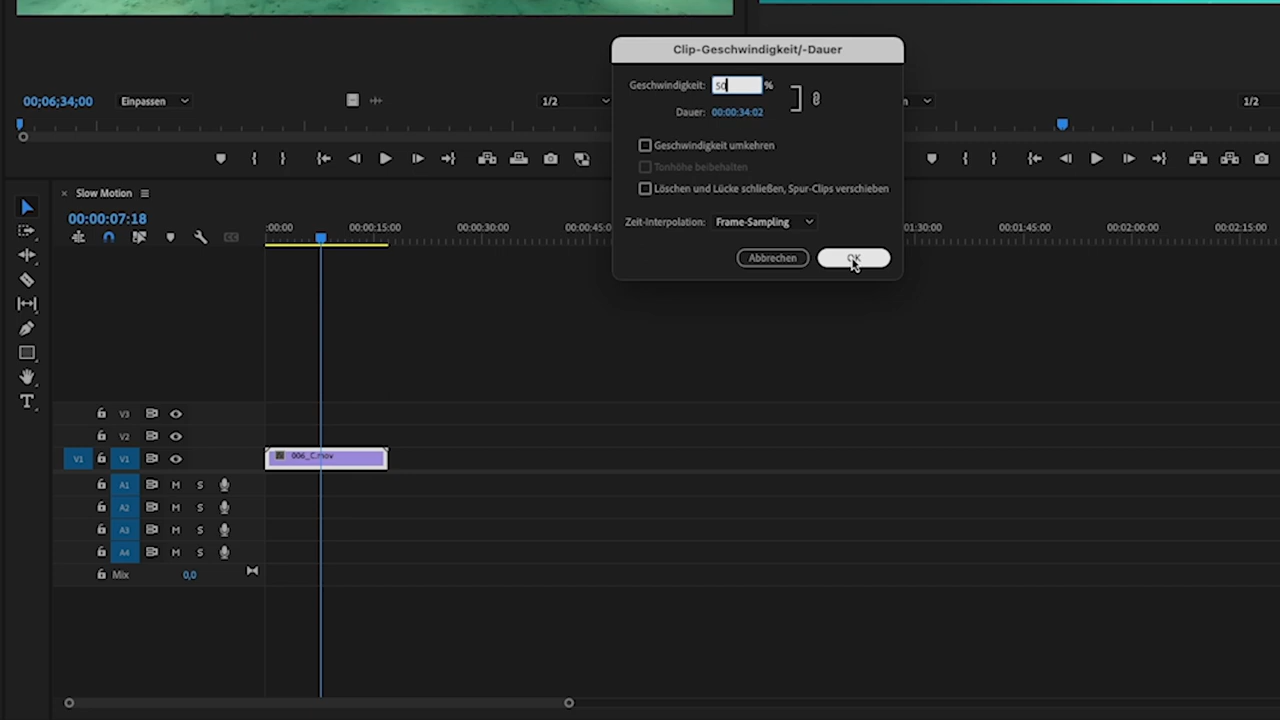 Clip-Geschwindigkeit/-Dauer
Geschwindigkeit: 50 %
Dauer: 00:00:34:02
Geschwindigkeit umkehren
Tonhöhe beibehalten
Löschen und Lücke schließen, Spur-Clips verschieben
Zeit-Interpolation: Frame-Sampling
Abbrechen OK
00;06;34;00 Einpassen 1/2 1/2
Slow Motion
00:00:07:18
:00:00 00:00:15:00 00:00:30:00 00:00:45:0 01:30:00 00:01:45:00 00:02:00:00 00:02:15:00
V3
V2
V1 V1 006_C.mov
A1 M S
A2 M S
A3 M S
A4 M S
Mix 0,0
T